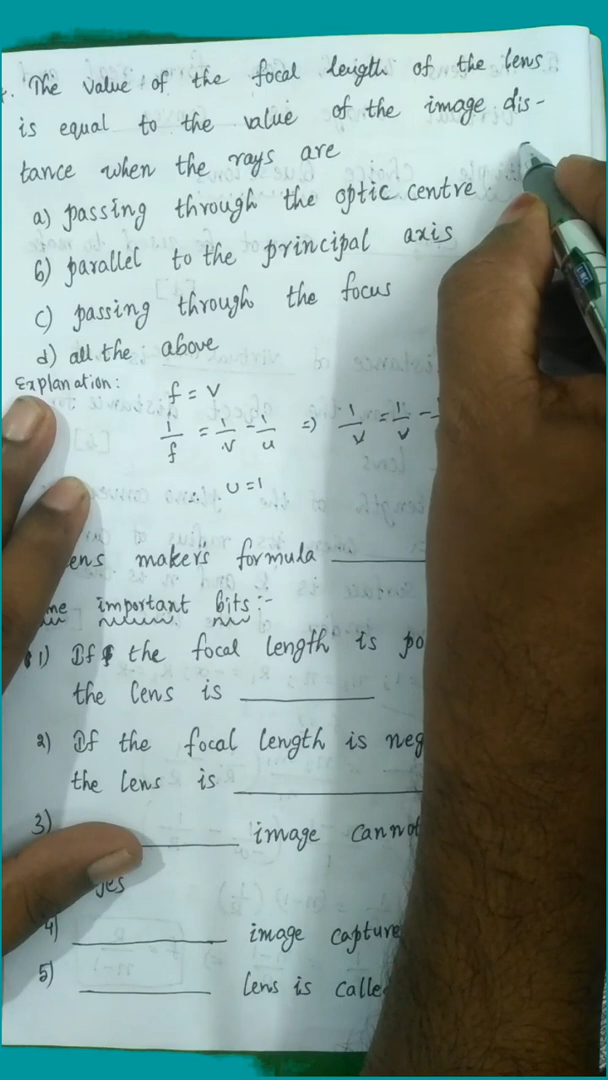 The value of the focal length of the lens
is equal to the value of the image dis-
tance when the rays are
a) passing through the optic centre
b) parallel to the principal axis
c) passing through the focus
d) all the above
Explanation:
f = v
1/f = 1/v - 1/u ⇒ 1/v = 1/v -
∴ u = 1
ens maker's formula
me important bits:-
1) If the focal length is po
the lens is
2) If the focal length is neg
the lens is
3) image cannot
yes
4) image capture
5) lens is calle